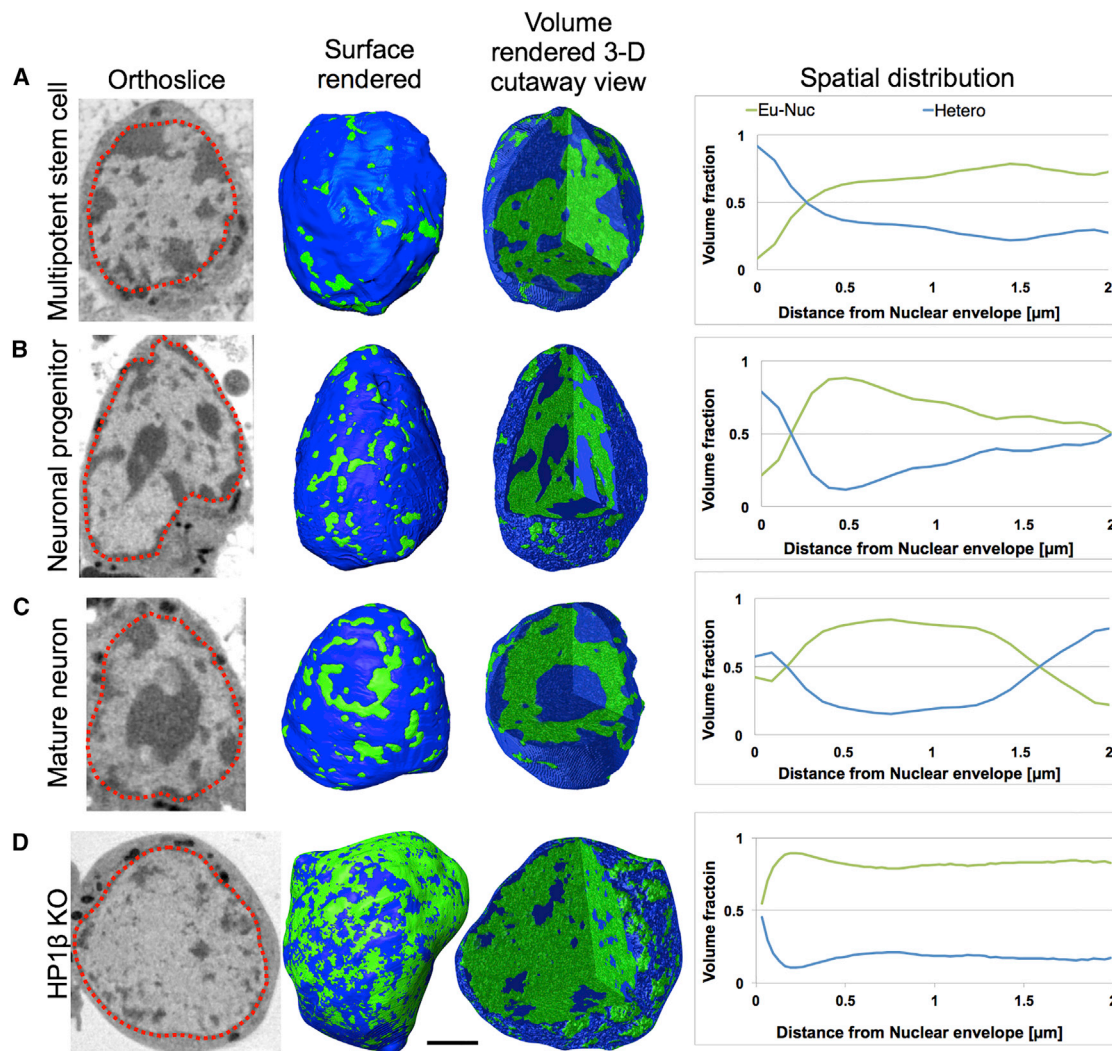 Orthoslice
Surface
rendered
Volume
rendered 3-D
cutaway view
Spatial distribution
A
Multipotent stem cell
Eu-Nuc
Hetero
Volume fraction
1
0.5
0
0
0.5
1
1.5
2
Distance from Nuclear envelope [µm]
B
Neuronal progenitor
Volume fraction
1
0.5
0
0
0.5
1
1.5
2
Distance from Nuclear envelope [µm]
C
Mature neuron
Volume fraction
1
0.5
0
0
0.5
1
1.5
2
Distance from Nuclear envelope [µm]
D
HP1β KO
Volume fractoin
1
0.5
0
0
0.5
1
1.5
2
Distance from Nuclear envelope [µm]